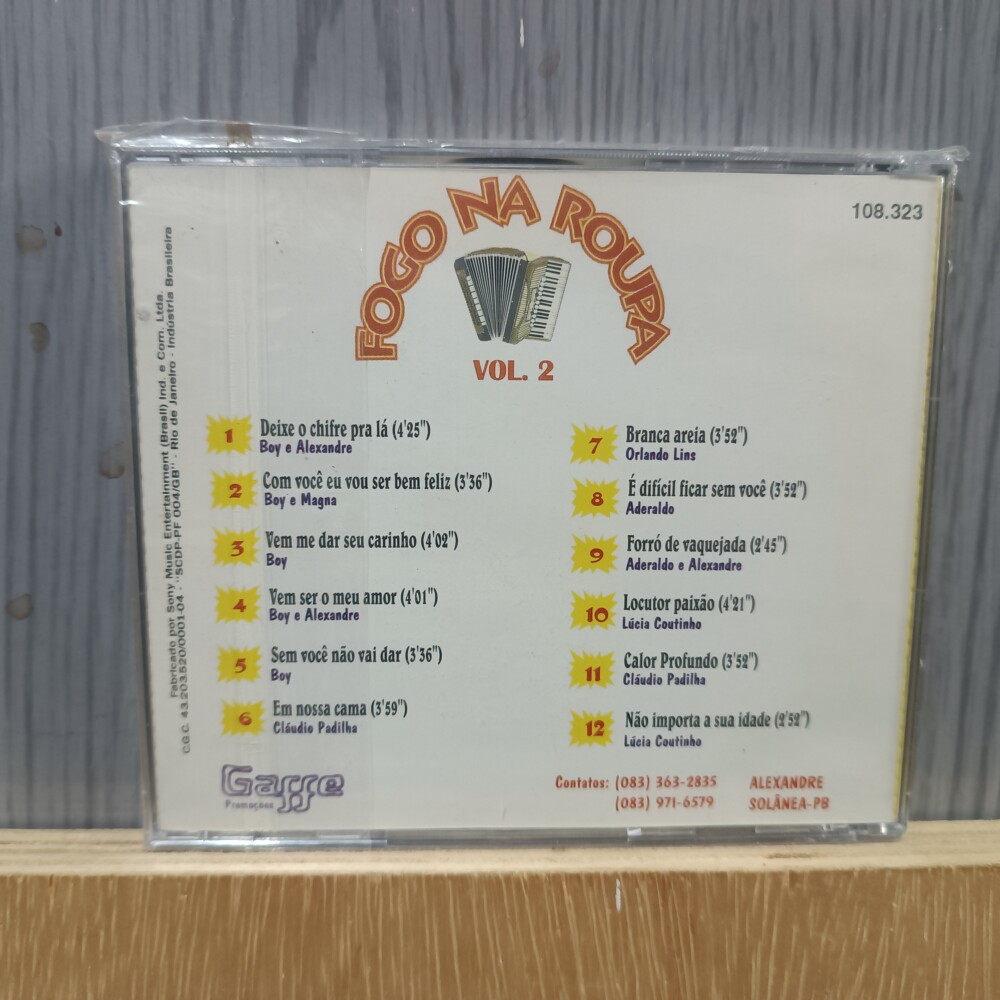 FOGO NA ROUPA
VOL. 2
108.323
1 Deixe o chifre pra lá (4'25")
Boy e Alexandre
2 Com você eu vou ser bem feliz (3'36")
Boy e Magna
3 Vem me dar seu carinho (4'02")
Boy
4 Vem ser o meu amor (4'01")
Boy e Alexandre
5 Sem você não vai dar (3'36")
Boy
6 Em nossa cama (3'59")
Cláudio Padilha
7 Branca areia (3'52")
Orlando Lins
8 É difícil ficar sem você (3'52")
Aderaldo
9 Forró de vaquejada (2'45")
Aderaldo e Alexandre
10 Locutor paixão (4'21")
Lúcia Coutinho
11 Calor Profundo (3'52")
Cláudio Padilha
12 Não importa a sua idade (2'52")
Lúcia Coutinho
Gasse
Promoções
Contatos: (083) 363-2835 ALEXANDRE
(083) 971-6579 SOLÂNEA-PB
Fabricado por Sony Music Entertainment (Brasil) Ind. e Com. Ltda.
C.G.C. 43.203.520/0001-04 - "SCDP-PF 004/GB" - Rio de Janeiro - Indústria Brasileira